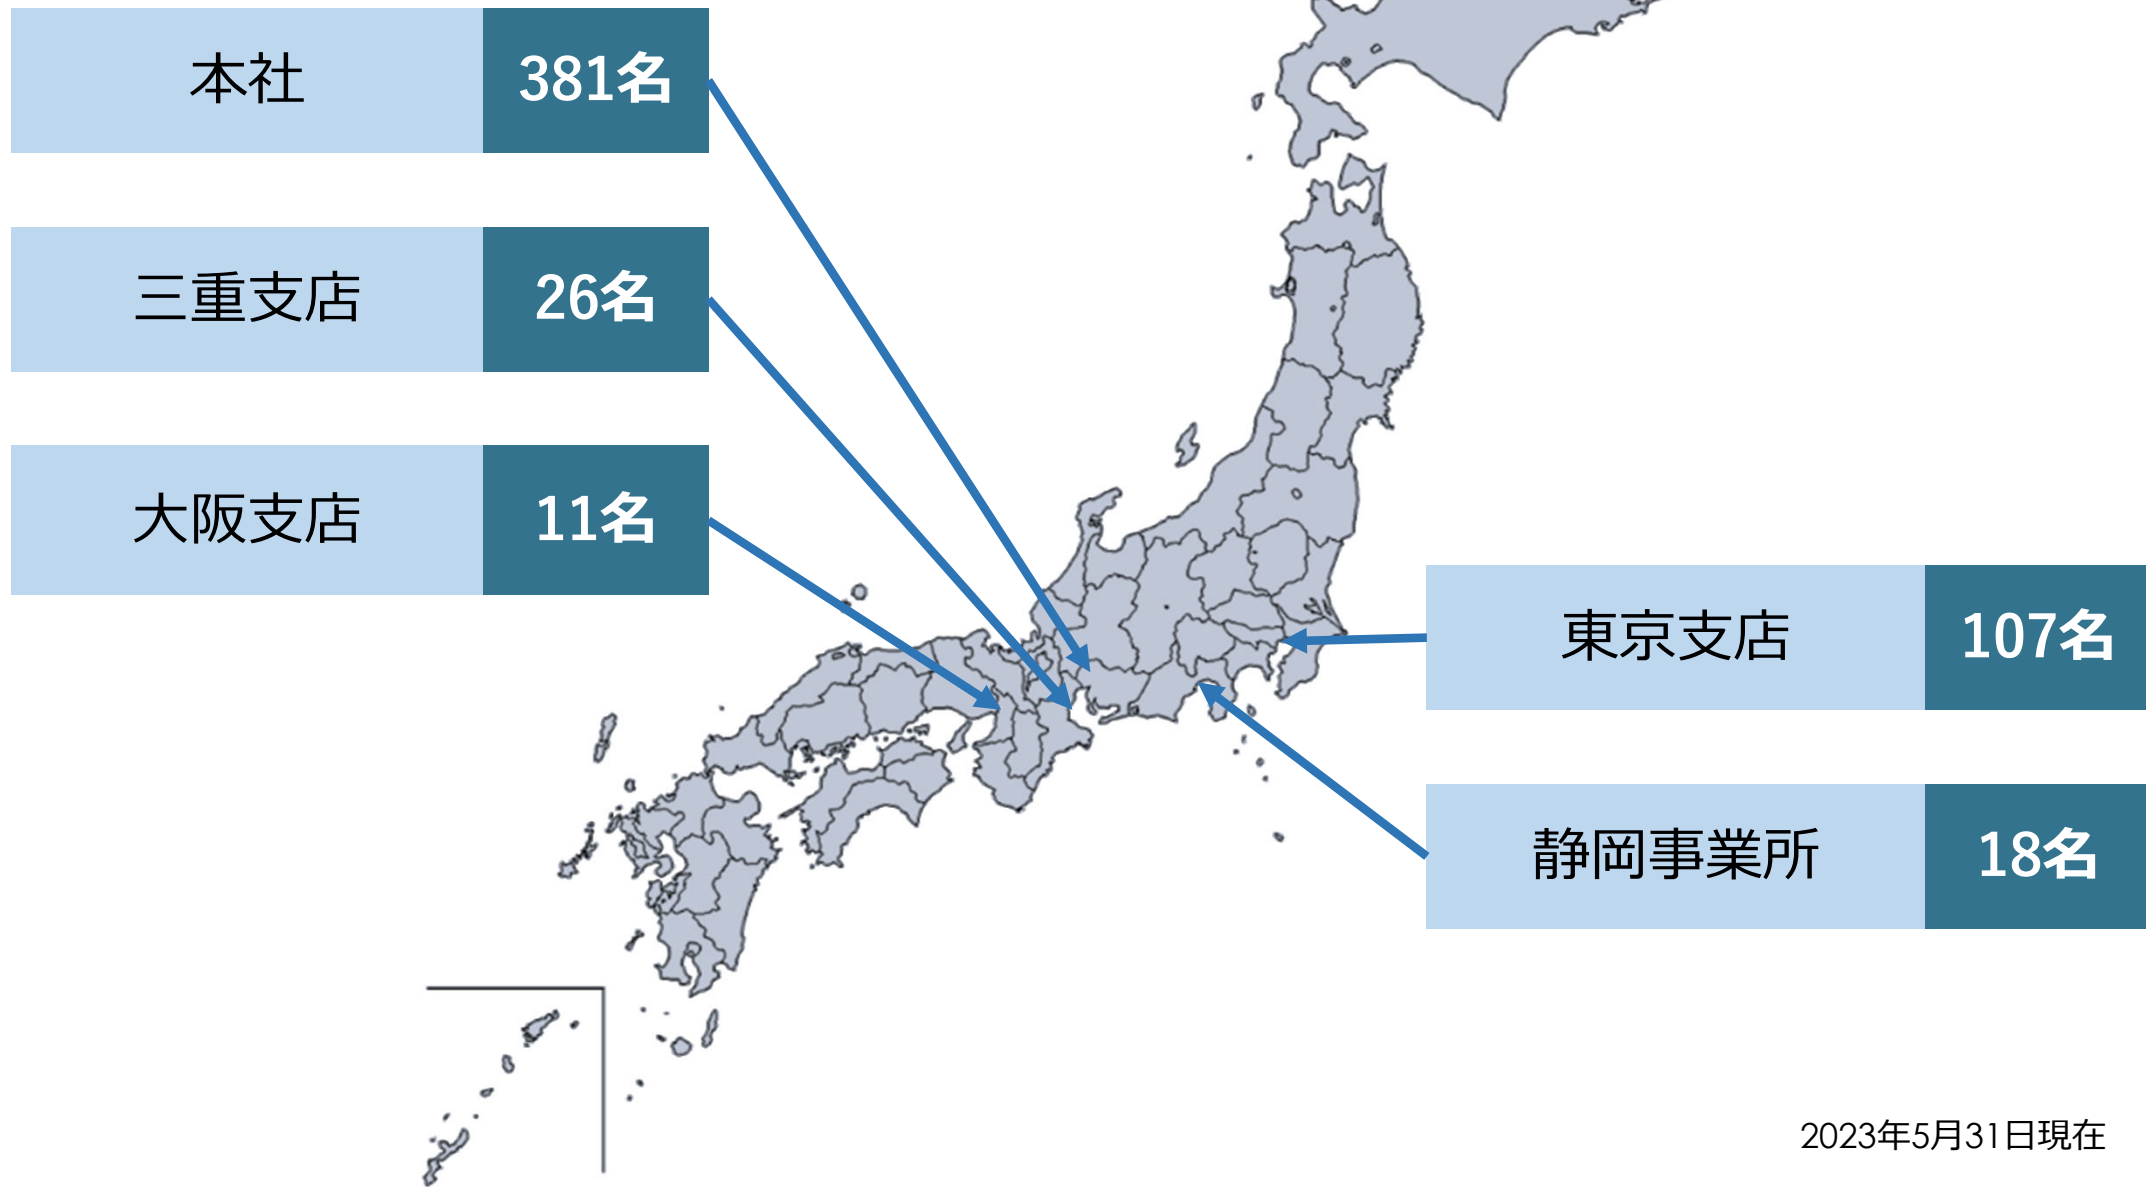 本社 381名
三重支店 26名
大阪支店 11名
東京支店 107名
静岡事業所 18名
2023年5月31日現在